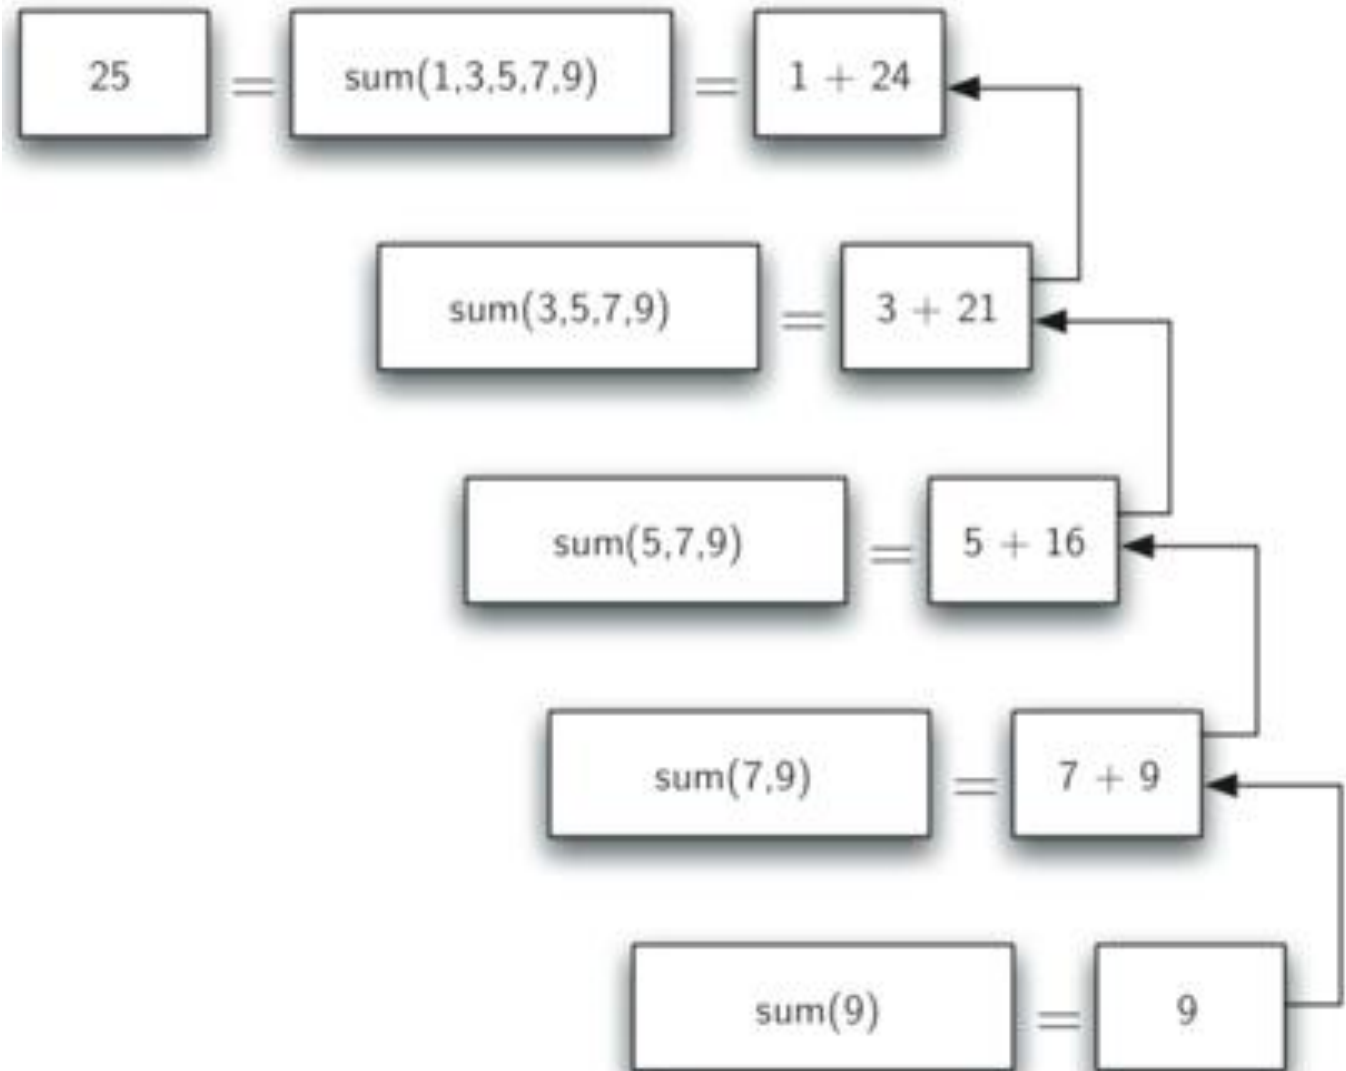 25 = sum(1,3,5,7,9) = 1 + 24
sum(3,5,7,9) = 3 + 21
sum(5,7,9) = 5 + 16
sum(7,9) = 7 + 9
sum(9) = 9